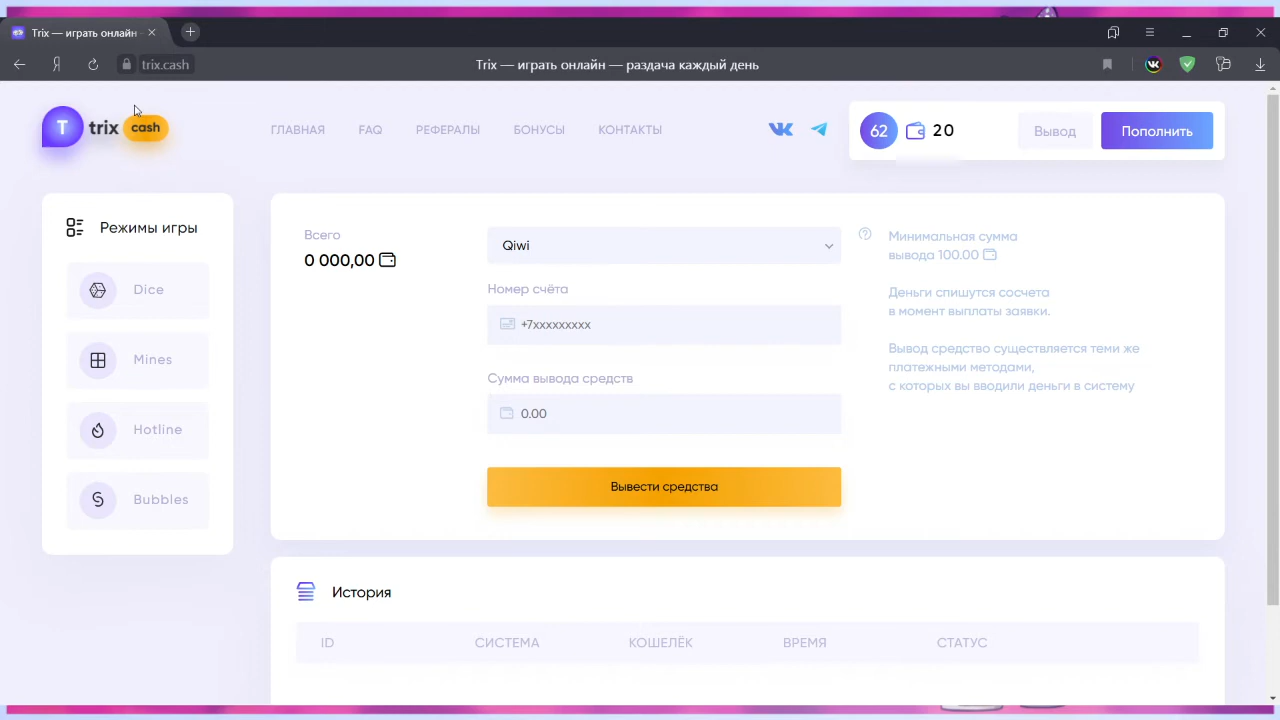 Trix — играть онлайн
trix.cash
Trix — играть онлайн — раздача каждый день
T trix cash
ГЛАВНАЯ
FAQ
РЕФЕРАЛЫ
БОНУСЫ
КОНТАКТЫ
62
20
Вывод
Пополнить
Режимы игры
Dice
Mines
Hotline
Bubbles
Всего
0 000,00
Qiwi
Номер счёта
+7xxxxxxxxx
Сумма вывода средств
0.00
Вывести средства
Минимальная сумма
вывода 100.00
Деньги спишутся сосчета
в момент выплаты заявки.
Вывод средство существляется теми же
платежными методами,
с которых вы вводили деньги в систему
История
ID
СИСТЕМА
КОШЕЛЁК
ВРЕМЯ
СТАТУС